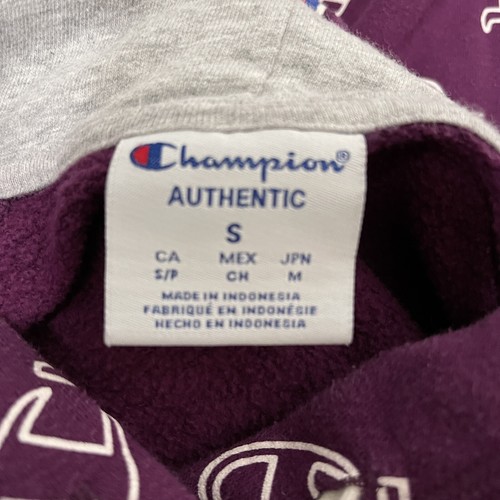 Champion®
AUTHENTIC
S
CA MEX JPN
S/P CH M
MADE IN INDONESIA
FABRIQUÉ EN INDONÉSIE
HECHO EN INDONESIA